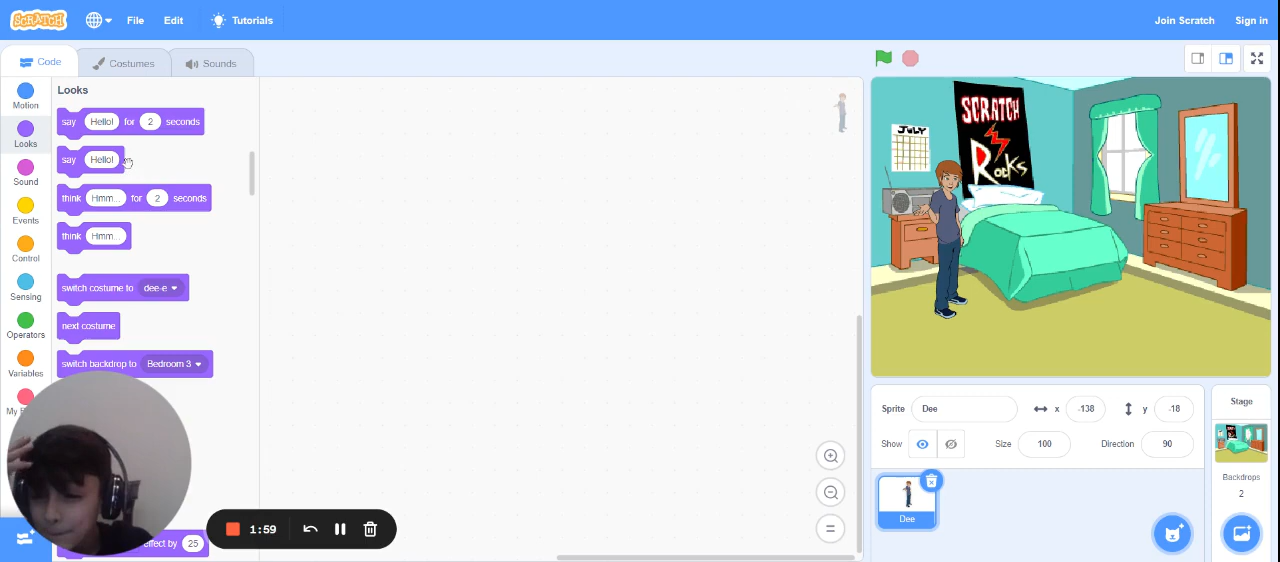 SCRATCH File Edit Tutorials Join Scratch Sign in
Code Costumes Sounds
Motion
Looks
Sound
Events
Control
Sensing
Operators
Variables
Looks
say Hello! for 2 seconds
say Hello!
think Hmm... for 2 seconds
think Hmm...
switch costume to dee-e
next costume
switch backdrop to Bedroom 3
effect by 25
1:59
JULY
SCRATCH
Rocks
Sprite Dee x -138 y -18
Show Size 100 Direction 90
Dee
Stage
Backdrops
2